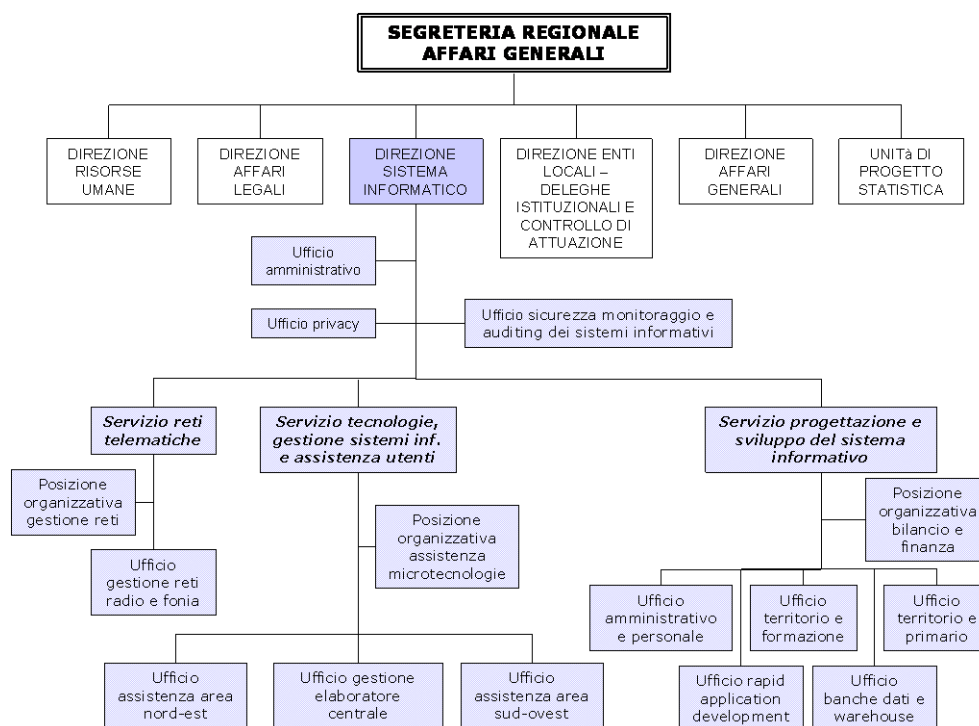 SEGRETERIA REGIONALE
AFFARI GENERALI
DIREZIONE
RISORSE
UMANE
DIREZIONE
AFFARI
LEGALI
DIREZIONE
SISTEMA
INFORMATICO
DIREZIONE ENTI
LOCALI –
DELEGHE
ISTITUZIONALI E
CONTROLLO DI
ATTUAZIONE
DIREZIONE
AFFARI
GENERALI
UNITà DI
PROGETTO
STATISTICA
Ufficio
amministrativo
Ufficio privacy
Ufficio sicurezza monitoraggio e
auditing dei sistemi informativi
Servizio reti
telematiche
Servizio tecnologie,
gestione sistemi inf.
e assistenza utenti
Servizio progettazione e
sviluppo del sistema
informativo
Posizione
organizzativa
gestione reti
Ufficio
gestione reti
radio e fonia
Posizione
organizzativa
assistenza
microtecnologie
Posizione
organizzativa
bilancio e
finanza
Ufficio
amministrativo
e personale
Ufficio
territorio e
formazione
Ufficio
territorio e
primario
Ufficio
assistenza area
nord-est
Ufficio gestione
elaboratore
centrale
Ufficio
assistenza area
sud-ovest
Ufficio rapid
application
development
Ufficio
banche dati e
warehouse